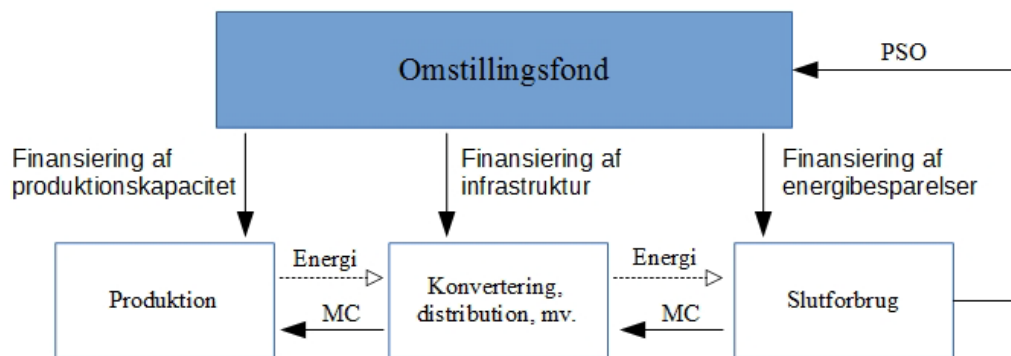 Omstillingsfond
PSO
Finansiering af
produktionskapacitet
Finansiering af
infrastruktur
Finansiering af
energibesparelser
Produktion
Energi
MC
Konvertering,
distribution, mv.
Energi
MC
Slutforbrug